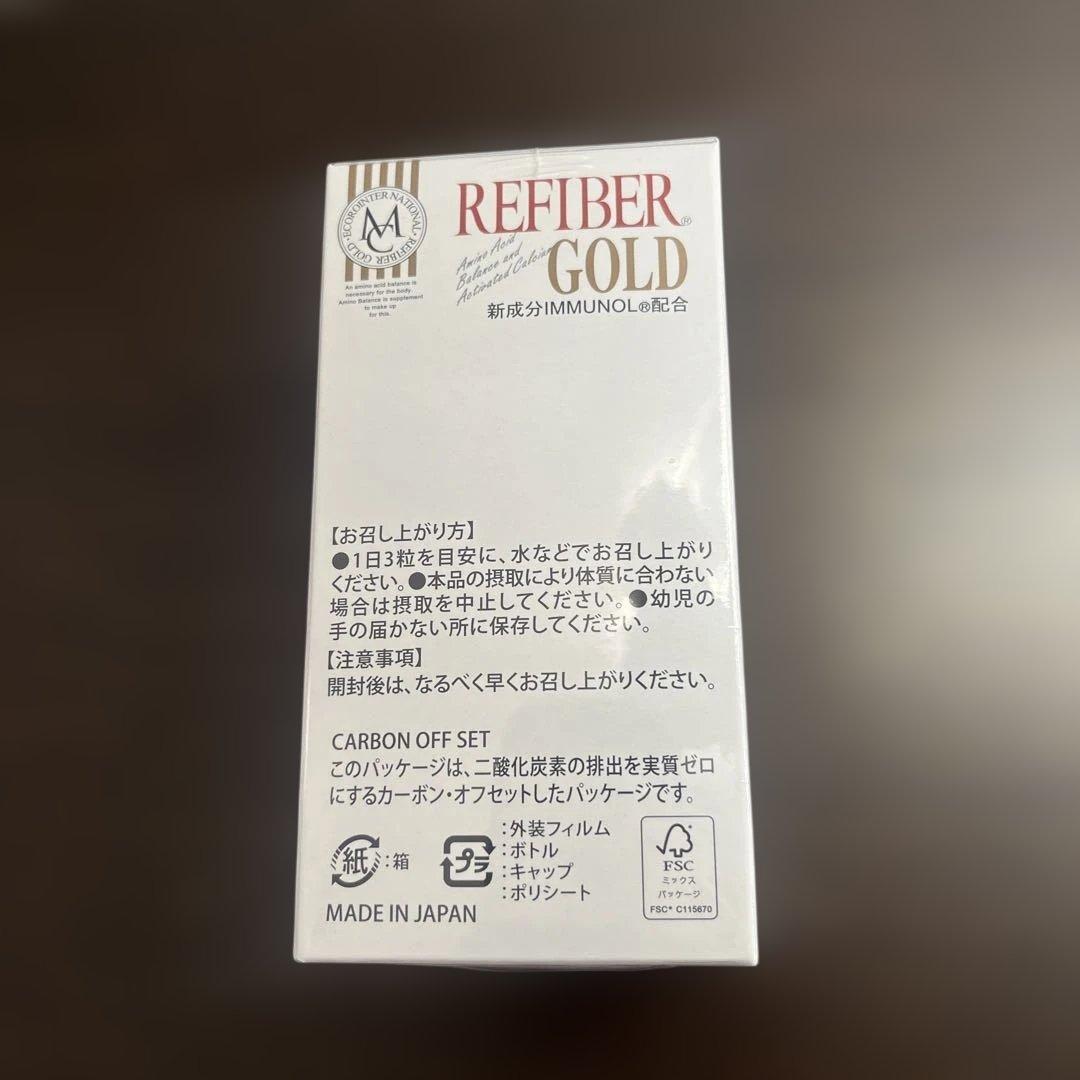 ECOROINTERNATIONAL・REFIBER GOLD・
MC
An amino acid balance is
necessary for the body.
Amino Balance is supplement
to make up
for this.
REFIBER®
Amino Acid
Balance and
Activated Calcium
GOLD
新成分IMMUNOL®配合
【お召し上がり方】
●1日3粒を目安に、水などでお召し上がり
ください。●本品の摂取により体質に合わない
場合は摂取を中止してください。●幼児の
手の届かない所に保存してください。
【注意事項】
開封後は、なるべく早くお召し上がりください。
CARBON OFF SET
このパッケージは、二酸化炭素の排出を実質ゼロ
にするカーボン・オフセットしたパッケージです。
紙:箱
プラ:外装フィルム
:ボトル
:キャップ
:ポリシート
MADE IN JAPAN
FSC
ミックス
パッケージ
FSC® C115670